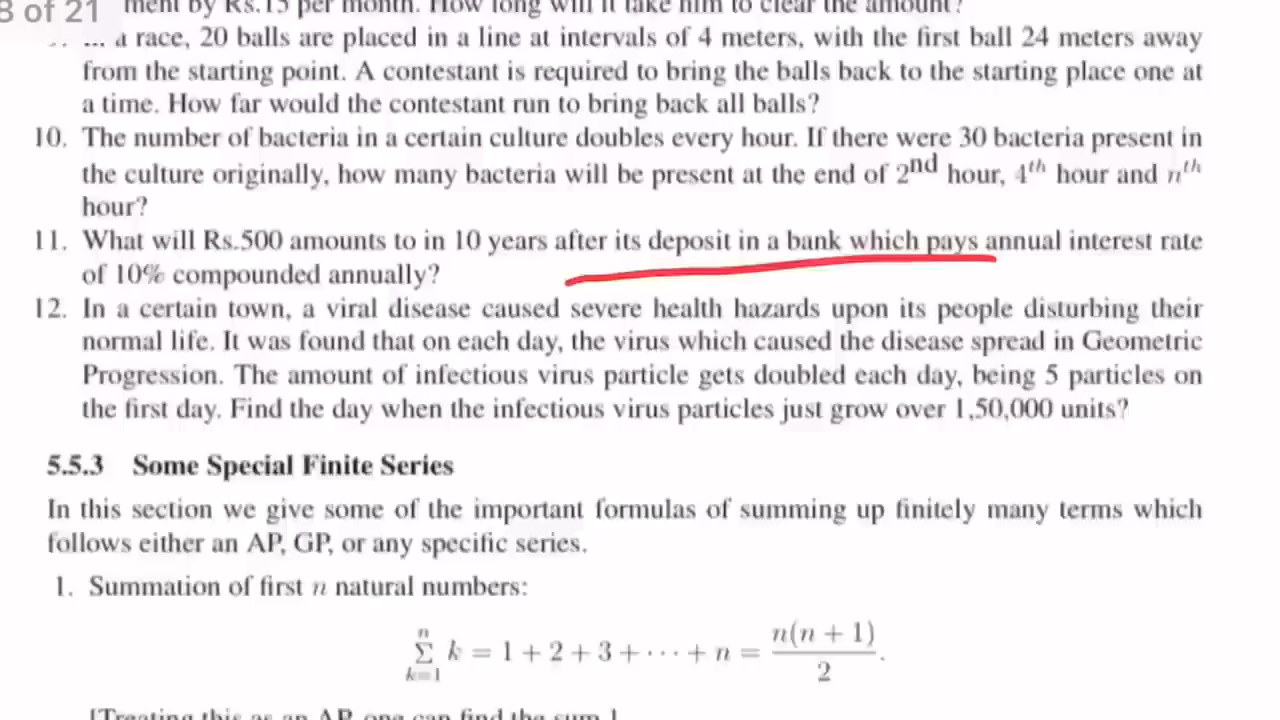 8 of 21
ment by Rs.15 per month. How long will it take him to clear the amount?
a race, 20 balls are placed in a line at intervals of 4 meters, with the first ball 24 meters away
from the starting point. A contestant is required to bring the balls back to the starting place one at
a time. How far would the contestant run to bring back all balls?
10. The number of bacteria in a certain culture doubles every hour. If there were 30 bacteria present in
the culture originally, how many bacteria will be present at the end of 2nd hour, 4th hour and nth
hour?
11. What will Rs.500 amounts to in 10 years after its deposit in a bank which pays annual interest rate
of 10% compounded annually?
12. In a certain town, a viral disease caused severe health hazards upon its people disturbing their
normal life. It was found that on each day, the virus which caused the disease spread in Geometric
Progression. The amount of infectious virus particle gets doubled each day, being 5 particles on
the first day. Find the day when the infectious virus particles just grow over 1,50,000 units?
5.5.3 Some Special Finite Series
In this section we give some of the important formulas of summing up finitely many terms which
follows either an AP, GP, or any specific series.
1. Summation of first n natural numbers:
n
Σ k = 1 + 2 + 3 + ··· + n = n(n + 1) / 2.
k=1
[Treating this as an AP, one can find the sum.]